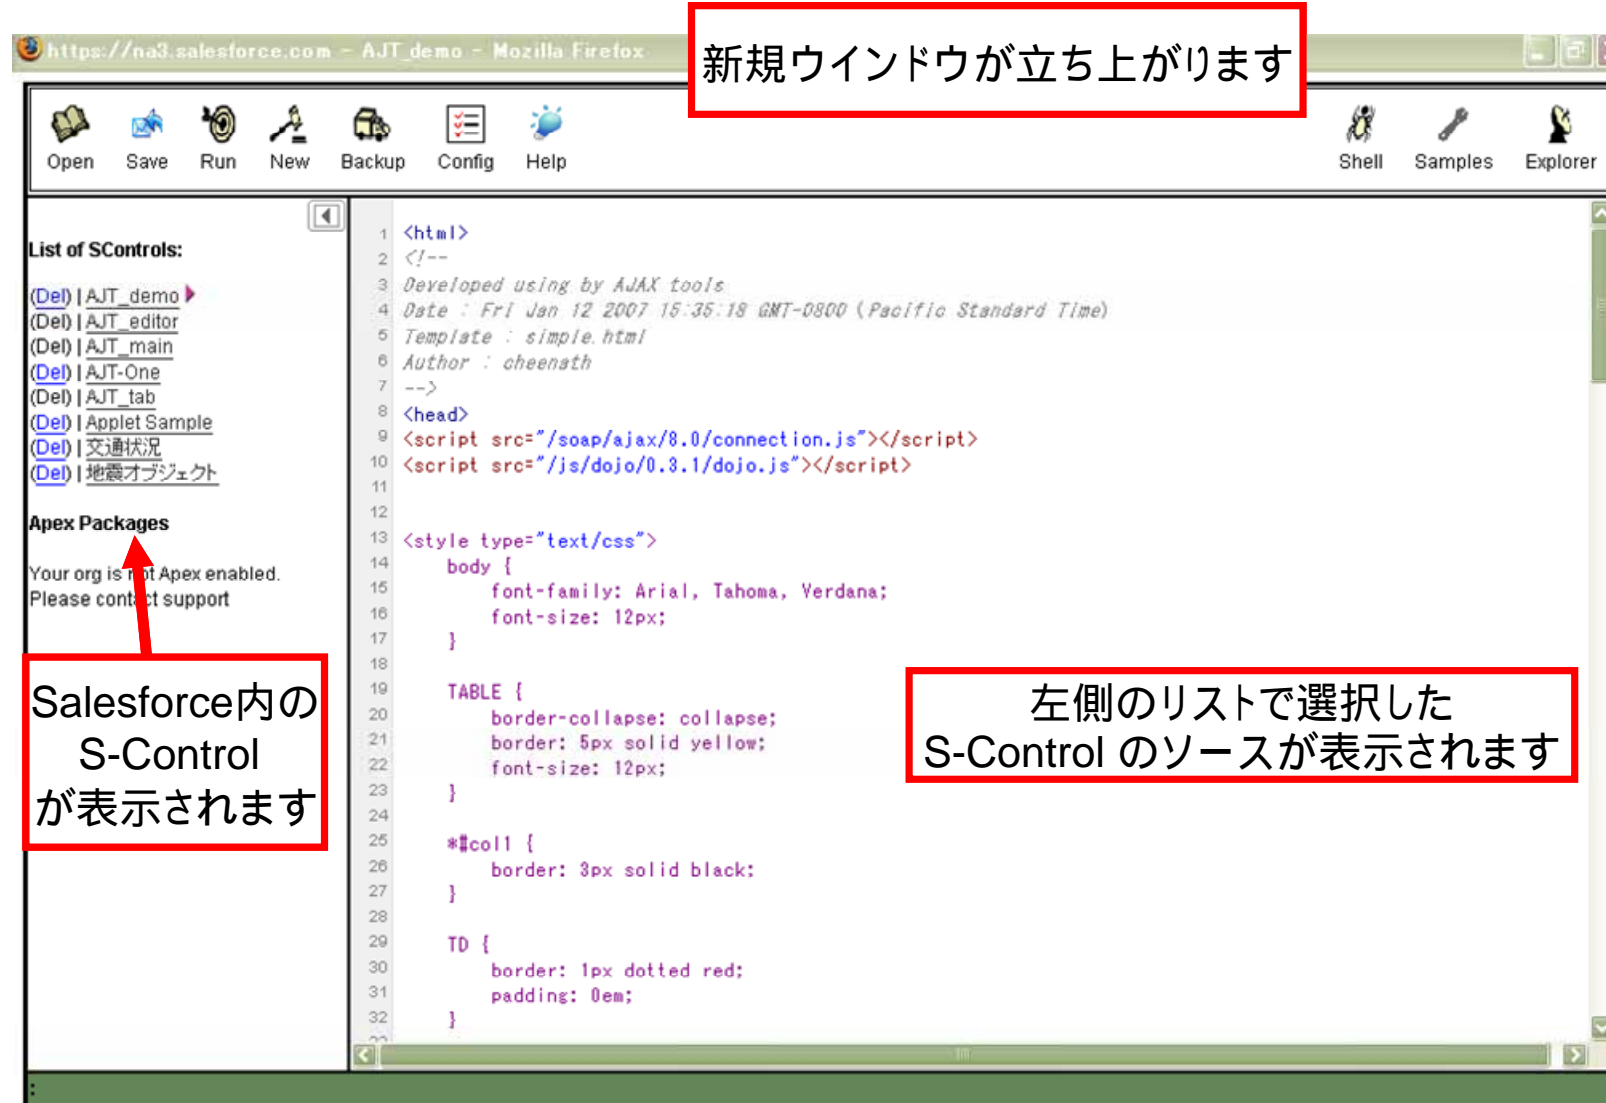 https://na3.salesforce.com - AJT_demo - Mozilla Firefox
新規ウインドウが立ち上がります
Open Save Run New Backup Config Help Shell Samples Explorer
List of SControls:
(Del) | AJT_demo
(Del) | AJT_editor
(Del) | AJT_main
(Del) | AJT-One
(Del) | AJT_tab
(Del) | Applet Sample
(Del) | 交通状況
(Del) | 地震オブジェクト
Apex Packages
Your org is not Apex enabled.
Please contact support
Salesforce内の
S-Control
が表示されます
1 <html>
2 <!--
3 Developed using by AJAX tools
4 Date : Fri Jan 12 2007 15:35:18 GMT-0800 (Pacific Standard Time)
5 Template : simple.html
6 Author : cheenath
7 -->
8 <head>
9 <script src="/soap/ajax/8.0/connection.js"></script>
10 <script src="/js/dojo/0.3.1/dojo.js"></script>
11
12
13 <style type="text/css">
14 body {
15 font-family: Arial, Tahoma, Verdana;
16 font-size: 12px;
17 }
18
19 TABLE {
20 border-collapse: collapse;
21 border: 5px solid yellow;
22 font-size: 12px;
23 }
24
25 *#col1 {
26 border: 3px solid black;
27 }
28
29 TD {
30 border: 1px dotted red;
31 padding: 0em;
32 }
左側のリストで選択した
S-Control のソースが表示されます
: